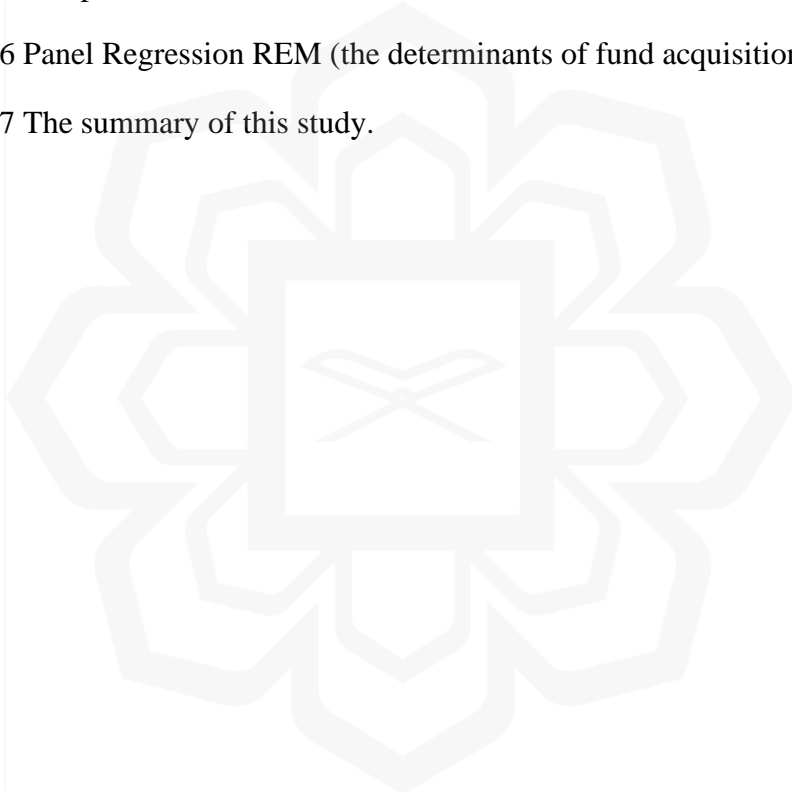 6 Panel Regression REM (the determinants of fund acquisition
7 The summary of this study.